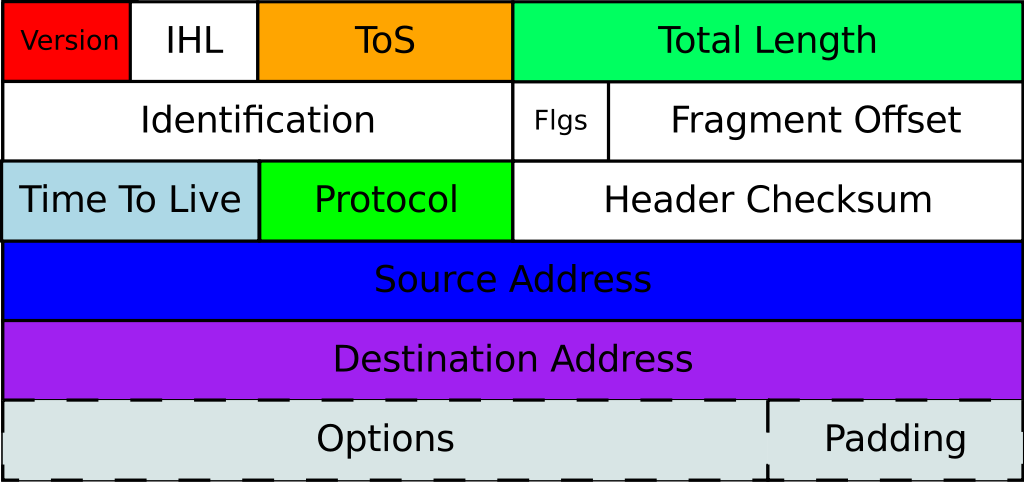 Version IHL ToS Total Length
Identification Flgs Fragment Offset
Time To Live Protocol Header Checksum
Source Address
Destination Address
Options Padding